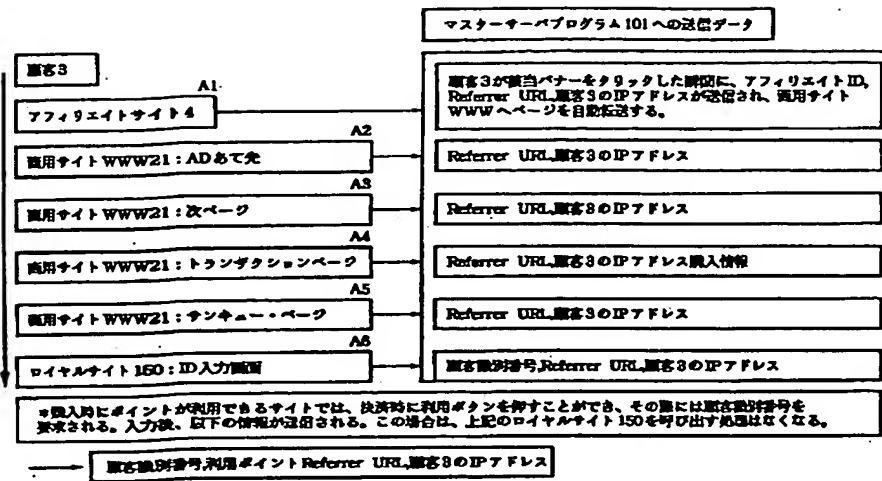 マスターサーバプログラム101への送信データ
顧客3
A1
アフィリエイトサイト4
顧客3が該当バナーをクリックした瞬間に、アフィリエイトID,
Referrer URL,顧客3のIPアドレスが送信され、商用サイト
WWWへページを自動転送する。
A2
商用サイトWWW21:ADあて先
Referrer URL,顧客3のIPアドレス
A3
商用サイトWWW21:次ページ
Referrer URL,顧客3のIPアドレス
A4
商用サイトWWW21:トランザクションページ
Referrer URL,顧客3のIPアドレス購入情報
A5
商用サイトWWW21:サンキュー・ページ
Referrer URL,顧客3のIPアドレス
A6
ロイヤルサイト150:ID入力画面
顧客識別番号,Referrer URL,顧客3のIPアドレス
*購入時にポイントが利用できるサイトでは、決済時に利用ボタンを押すことができ、その際には顧客識別番号を
要求される。入力後、以下の情報が送信される。この場合は、上記のロイヤルサイト150を呼び出す処理はなくなる。
顧客識別番号,利用ポイントReferrer URL,顧客3のIPアドレス